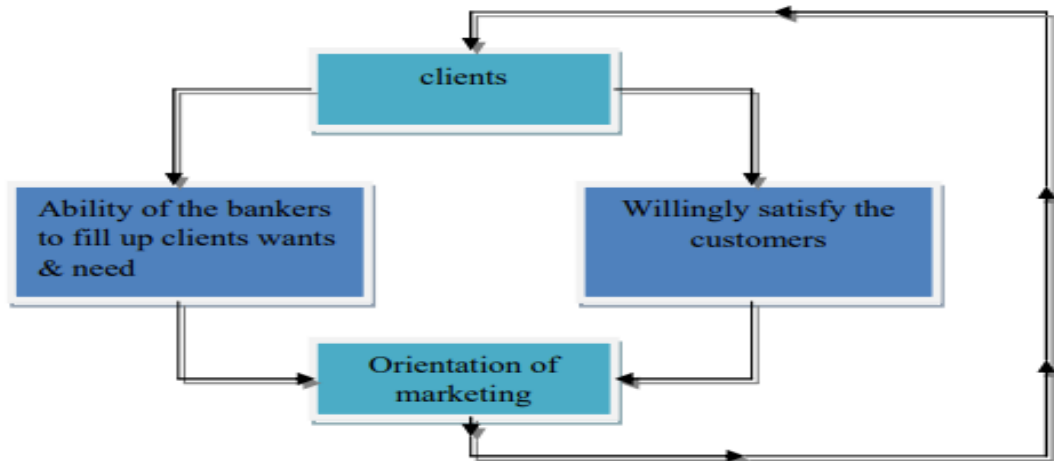 clients
Ability of the bankers
to fill up clients wants
& need
Willingly satisfy the
customers
Orientation of
marketing